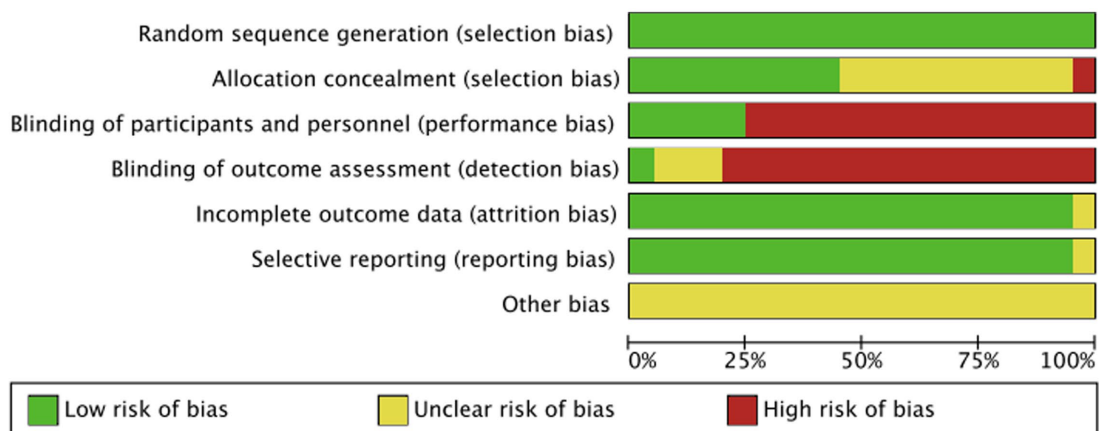 Random sequence generation (selection bias)
Allocation concealment (selection bias)
Blinding of participants and personnel (performance bias)
Blinding of outcome assessment (detection bias)
Incomplete outcome data (attrition bias)
Selective reporting (reporting bias)
Other bias
0% 25% 50% 75% 100%
Low risk of bias Unclear risk of bias High risk of bias